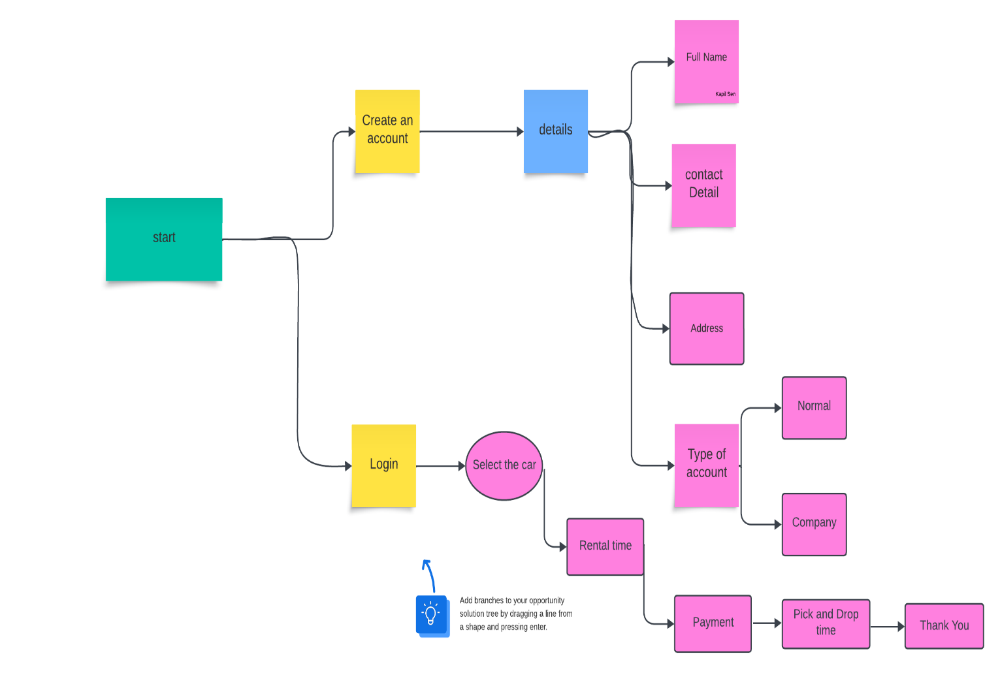 Full Name
Kapil Sen
Create an
account
details
contact
Detail
start
Address
Normal
Login
Select the car
Type of
account
Company
Rental time
Add branches to your opportunity
solution tree by dragging a line from
a shape and pressing enter.
Payment
Pick and Drop
time
Thank You